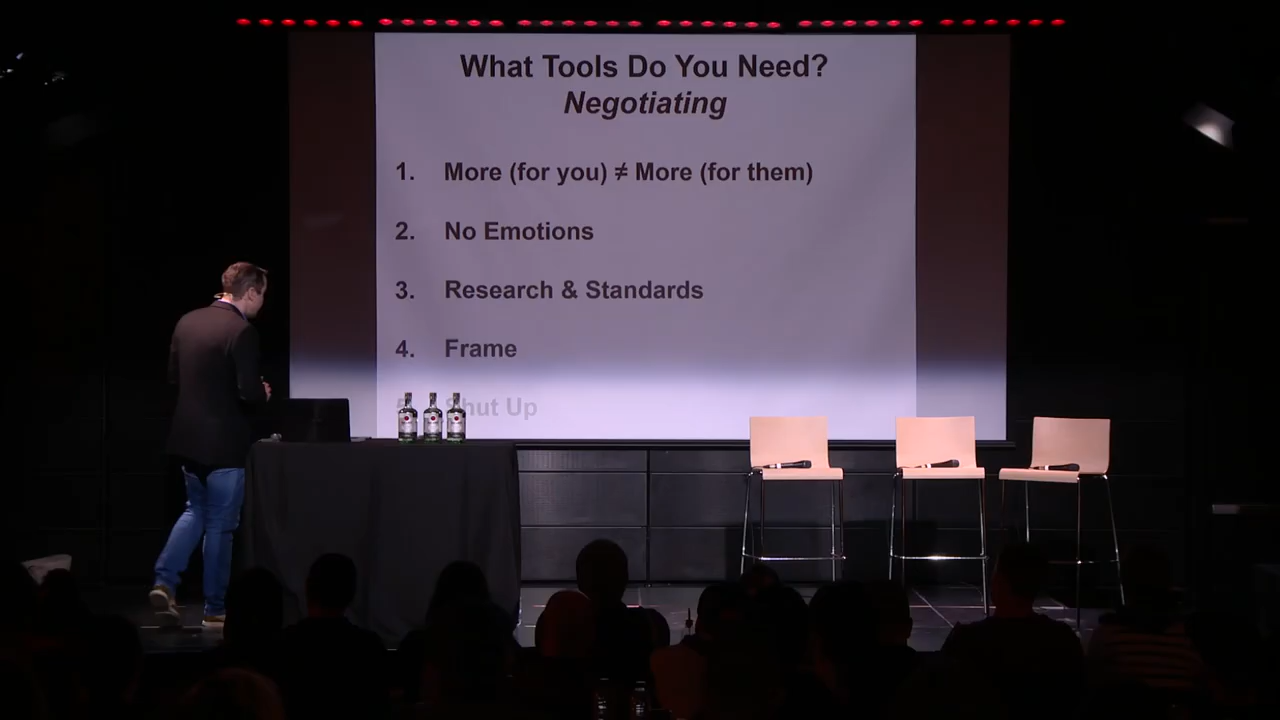 What Tools Do You Need?
Negotiating
1. More (for you) ≠ More (for them)
2. No Emotions
3. Research & Standards
4. Frame
Shut Up